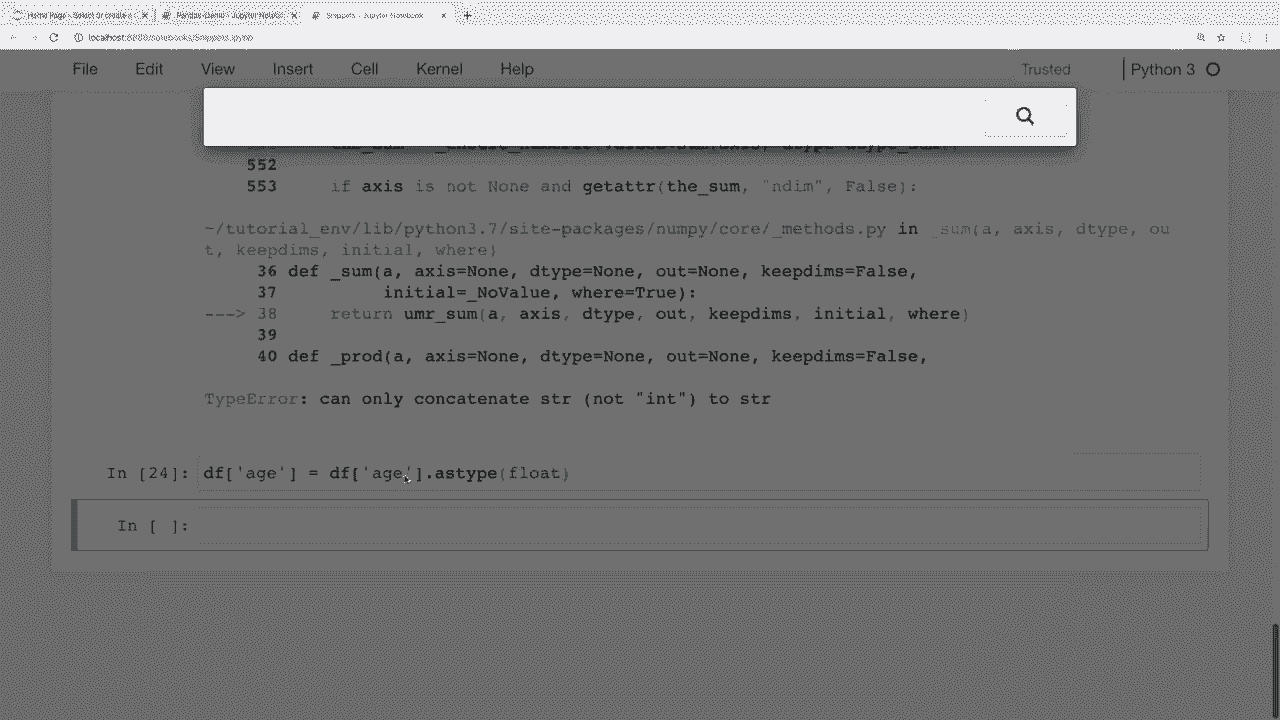 Home Page - Select or create a
Pandas-Demo - Jupyter Notebo
Snippets - Jupyter Notebook
localhost:8888/notebooks/Snippets.ipynb
File Edit View Insert Cell Kernel Help Trusted Python 3
552
553 if axis is not None and getattr(the_sum, "ndim", False):
~/tutorial_env/lib/python3.7/site-packages/numpy/core/_methods.py in _sum(a, axis, dtype, ou
t, keepdims, initial, where)
36 def _sum(a, axis=None, dtype=None, out=None, keepdims=False,
37 initial=_NoValue, where=True):
---> 38 return umr_sum(a, axis, dtype, out, keepdims, initial, where)
39
40 def _prod(a, axis=None, dtype=None, out=None, keepdims=False,
TypeError: can only concatenate str (not "int") to str
In [24]: df['age'] = df['age'].astype(float)
In [ ]: